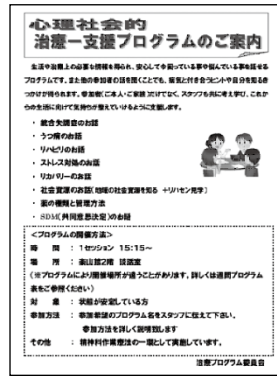 心理社会的
治療ー支援プログラムのご案内
生活や治療上の必要な情報を得られ、安心して今困っている事や悩んでいる事を話せる
プログラムです。また他の参加者の話を聞くことでも、病気と付き合うヒントや自分を知るき
っかけが得られます。参加者(ご本人・ご家族)だけでなく、スタッフも共に考え学び、これか
らの生活に向けて気持ちが整えていけるように支援します。
・ 統合失調症のお話
・ うつ病のお話
・ リハビリのお話
・ ストレス対処のお話
・ リカバリーのお話
・ 社会資源のお話(地域の社会資源を知る +リハセン見学)
・ 薬の種類と管理方法
・ SDM(共同意思決定)のお話
<プログラムの開催方法>
時 間 : 1セッション 15:15～
場 所 : 2階 談話室
(※プログラムにより開催場所が違うことがあります。詳しくは週間プログラム
表をご参照ください)
対 象 : 状態が安定している方
参加方法 : 参加希望のプログラム名をスタッフに伝えて下さい。
参加方法を詳しく説明致します
その他 : 精神科作業療法の一環として実施しています。
治療プログラム委員会